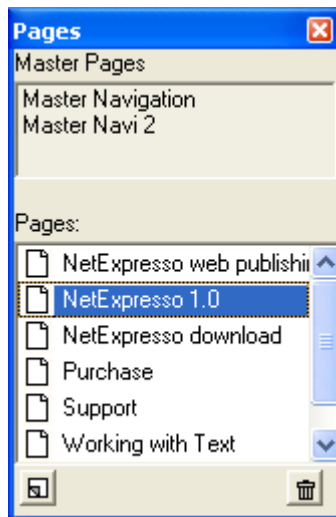 Pages
Master Pages
Master Navigation
Master Navi 2
Pages:
NetExpresso web publishi
NetExpresso 1.0
NetExpresso download
Purchase
Support
Working with Text